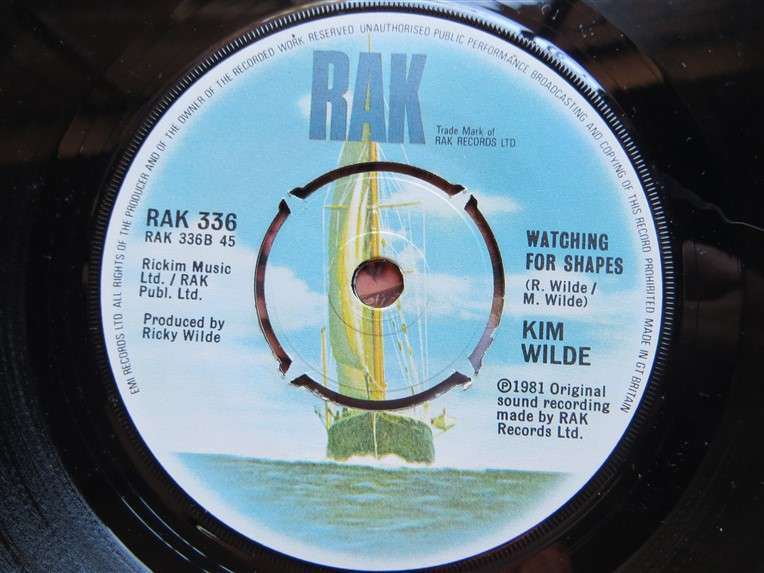 EMI RECORDS LTD. ALL RIGHTS OF THE PRODUCER AND OF THE OWNER OF THE RECORDED WORK RESERVED UNAUTHORISED PUBLIC PERFORMANCE BROADCASTING AND COPYING OF THIS RECORD PROHIBITED MADE IN GT BRITAIN
RAK
Trade Mark of
RAK RECORDS LTD
RAK 336
RAK 336B 45
Rickim Music
Ltd. / RAK
Publ. Ltd.
Produced by
Ricky Wilde
WATCHING
FOR SHAPES
(R. Wilde/
M. Wilde)
KIM
WILDE
℗1981 Original
sound recording
made by RAK
Records Ltd.